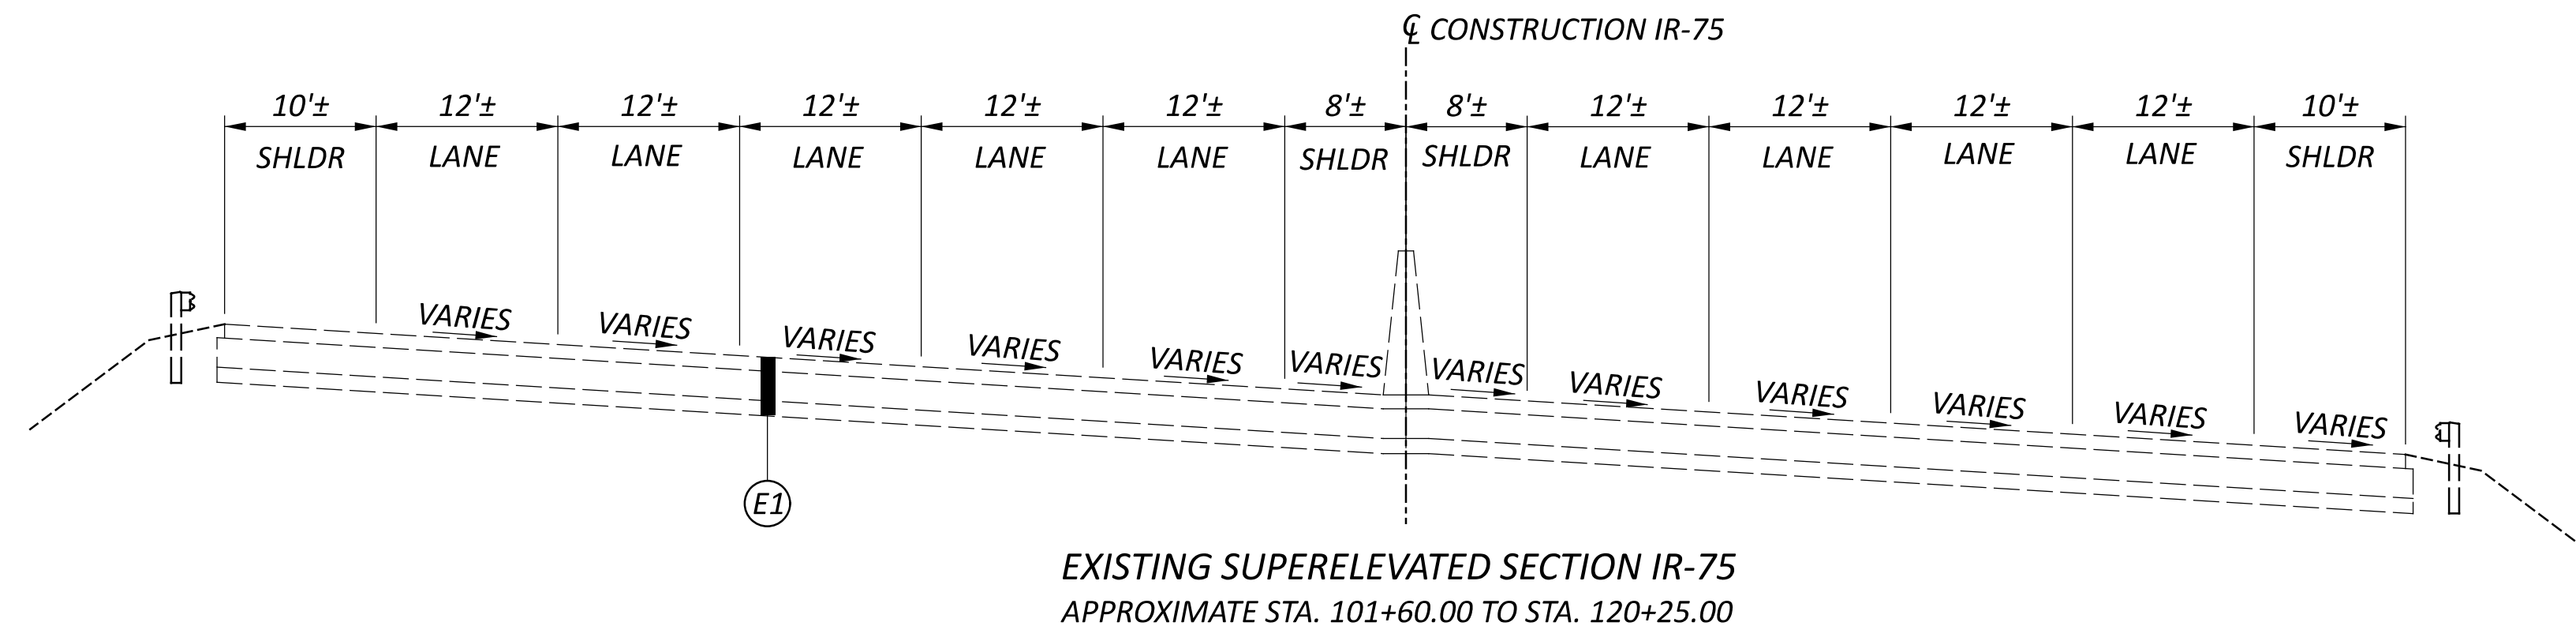 ℄ CONSTRUCTION IR-75
10'± 12'± 12'± 12'± 12'± 12'± 8'± 8'± 12'± 12'± 12'± 12'± 10'±
SHLDR LANE LANE LANE LANE LANE SHLDR SHLDR LANE LANE LANE LANE SHLDR
VARIES VARIES VARIES VARIES VARIES VARIES VARIES VARIES VARIES VARIES VARIES VARIES
E1
EXISTING SUPERELEVATED SECTION IR-75
APPROXIMATE STA. 101+60.00 TO STA. 120+25.00